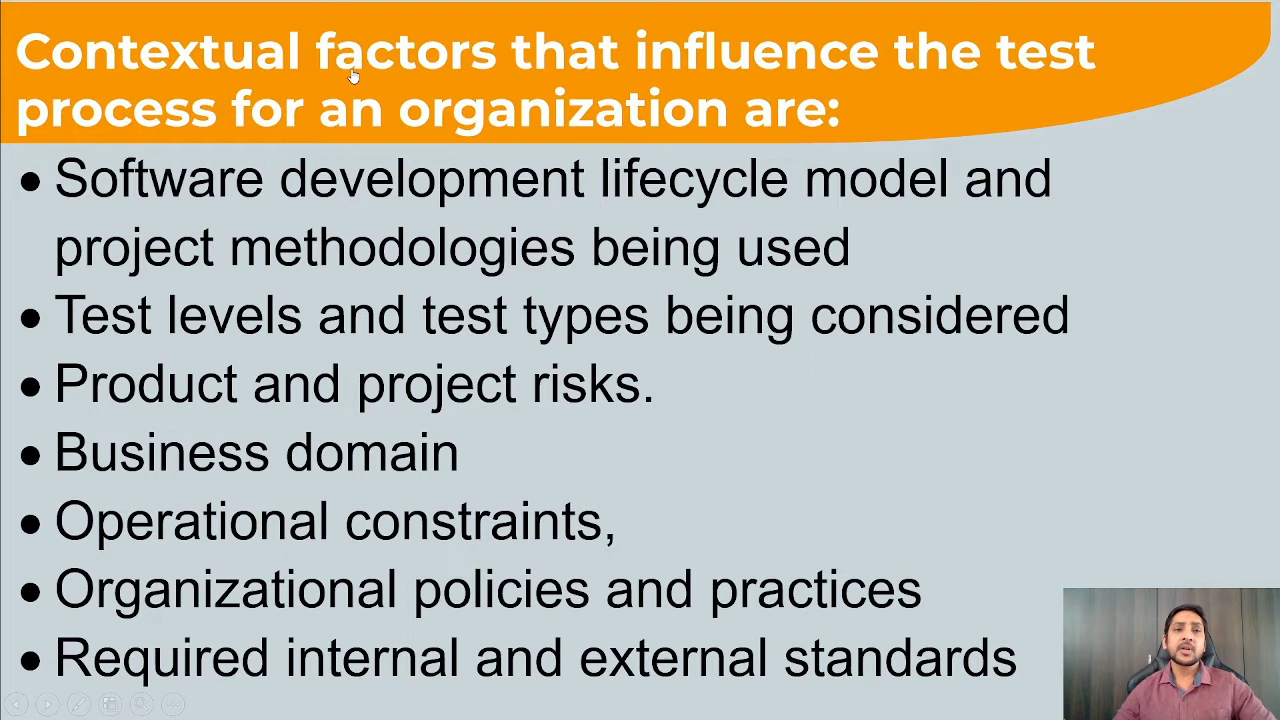 Contextual factors that influence the test
process for an organization are:
• Software development lifecycle model and
project methodologies being used
• Test levels and test types being considered
• Product and project risks.
• Business domain
• Operational constraints,
• Organizational policies and practices
• Required internal and external standards